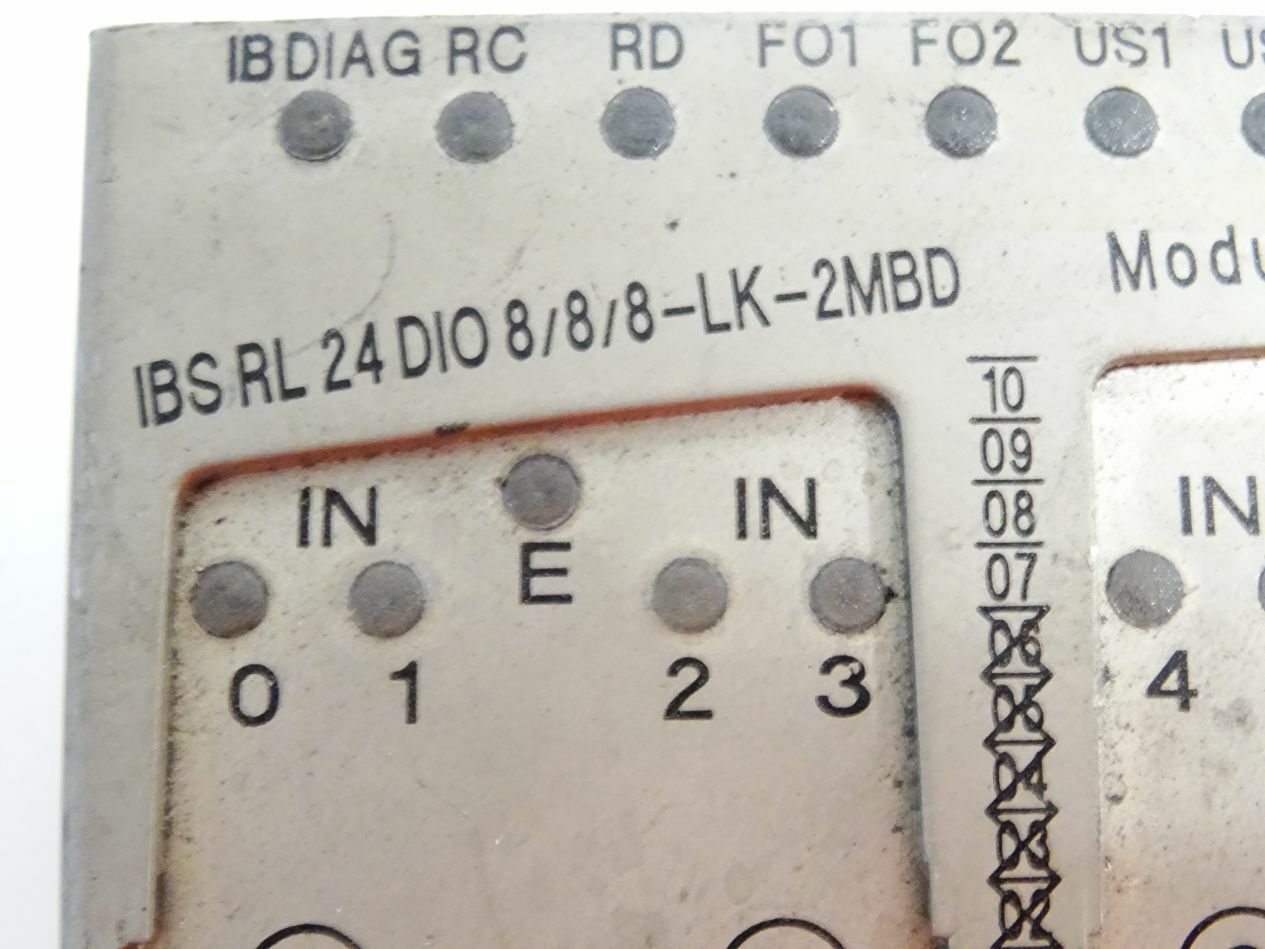 IB DIAG RC RD FO1 FO2 US1
IBS RL 24 DIO 8/8/8-LK-2MBD
10
09
08
07
IN IN IN
E
0 1 2 3 4